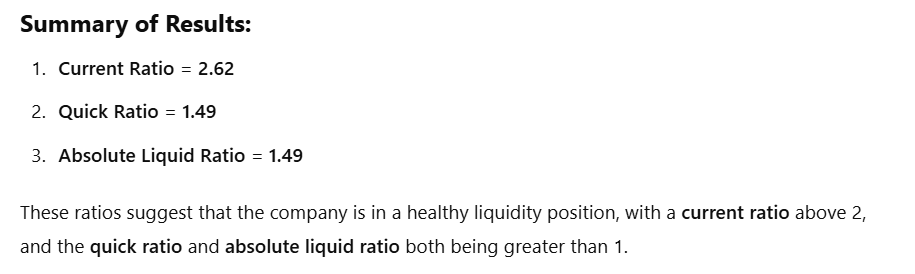 Summary of Results:
1. Current Ratio = 2.62
2. Quick Ratio = 1.49
3. Absolute Liquid Ratio = 1.49
These ratios suggest that the company is in a healthy liquidity position, with a current ratio above 2,
and the quick ratio and absolute liquid ratio both being greater than 1.